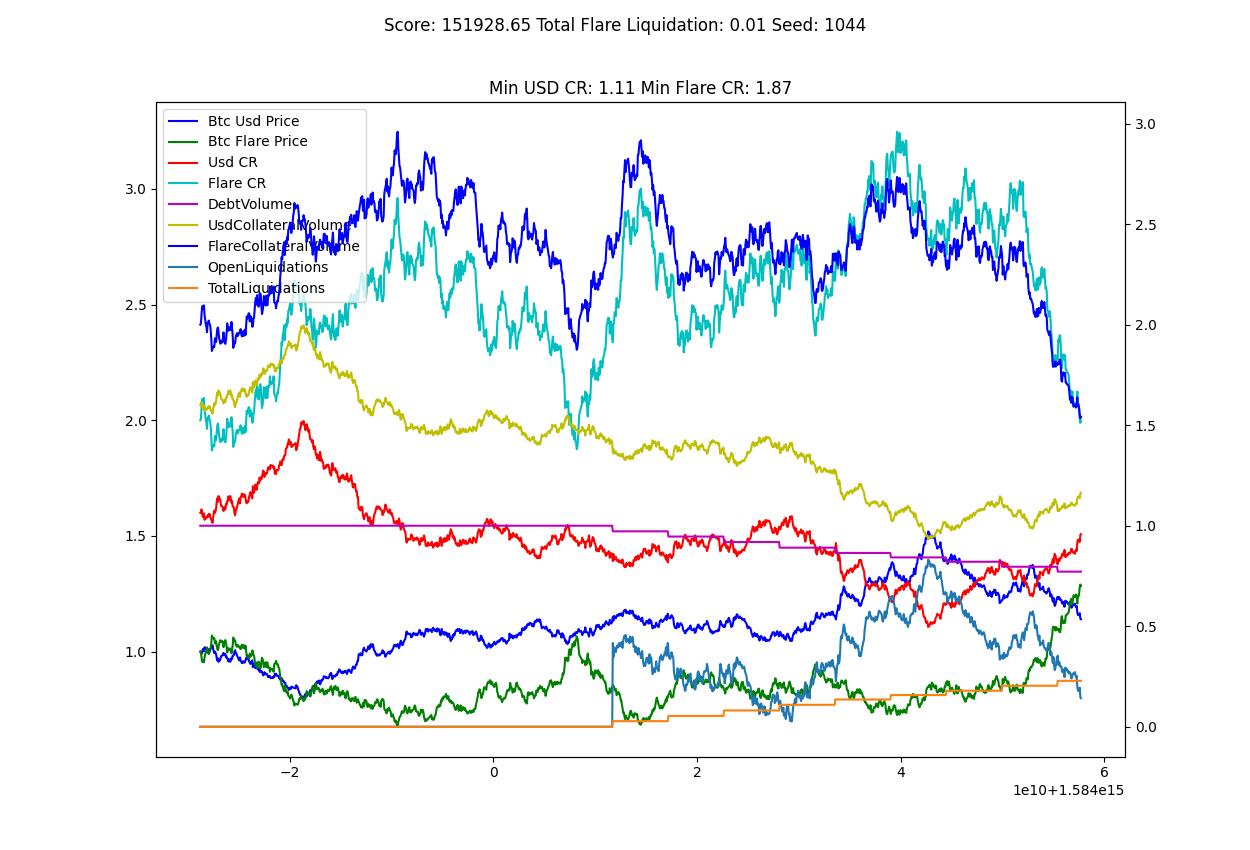 Score: 151928.65 Total Flare Liquidation: 0.01 Seed: 1044
Min USD CR: 1.11 Min Flare CR: 1.87
Btc Usd Price
Btc Flare Price
Usd CR
Flare CR
DebtVolume
UsdCollateralVolume
FlareCollateralVolume
OpenLiquidations
TotalLiquidations
3.0
2.5
2.0
1.5
1.0
3.0
2.5
2.0
1.5
1.0
0.5
0.0
−2 0 2 4 6
1e10+1.584e15